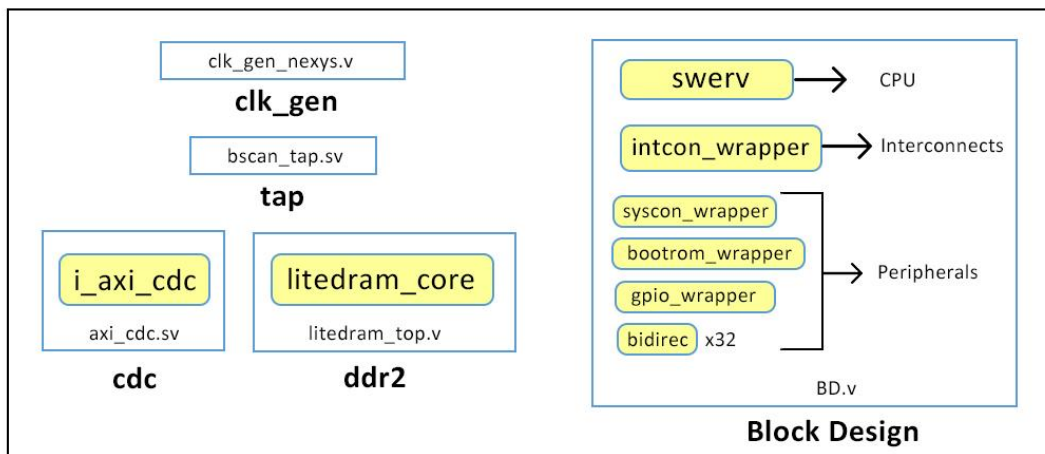 clk_gen_nexys.v
clk_gen
bscan_tap.sv
tap
i_axi_cdc
axi_cdc.sv
cdc
litedram_core
litedram_top.v
ddr2
swerv
CPU
intcon_wrapper
Interconnects
syscon_wrapper
bootrom_wrapper
gpio_wrapper
bidirec x32
Peripherals
BD.v
Block Design